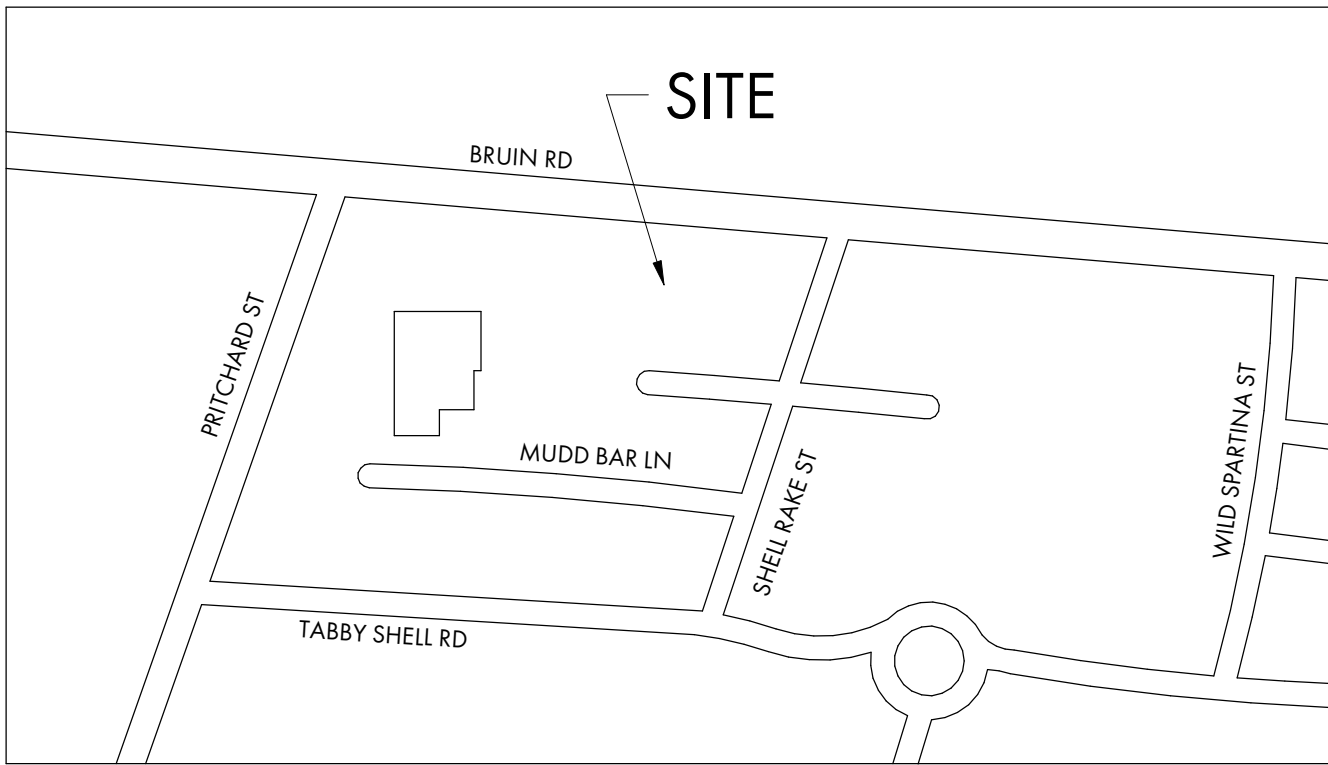 SITE
BRUIN RD
PRITCHARD ST
MUDD BAR LN
SHELL RAKE ST
WILD SPARTINA ST
TABBY SHELL RD